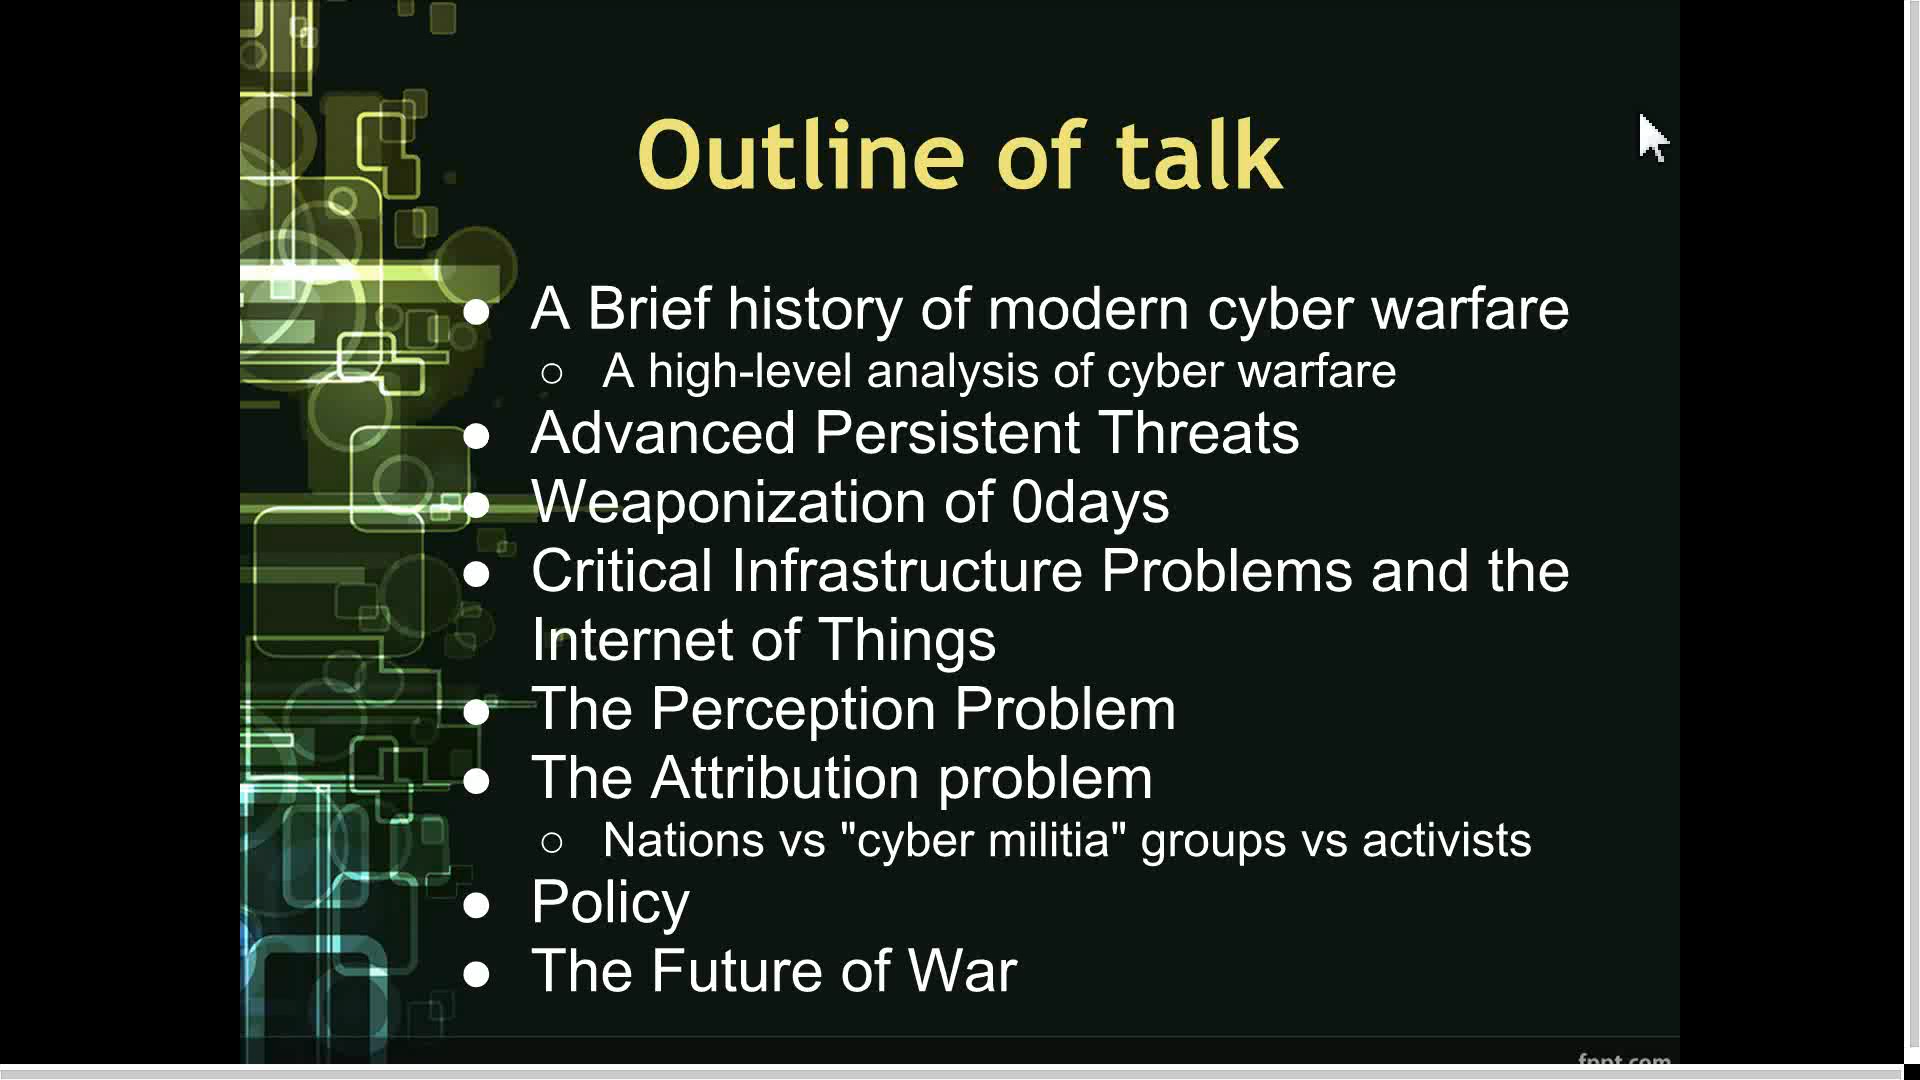 Outline of talk
● A Brief history of modern cyber warfare
○ A high-level analysis of cyber warfare
● Advanced Persistent Threats
● Weaponization of 0days
● Critical Infrastructure Problems and the
Internet of Things
● The Perception Problem
● The Attribution problem
○ Nations vs "cyber militia" groups vs activists
● Policy
● The Future of War
fppt.com